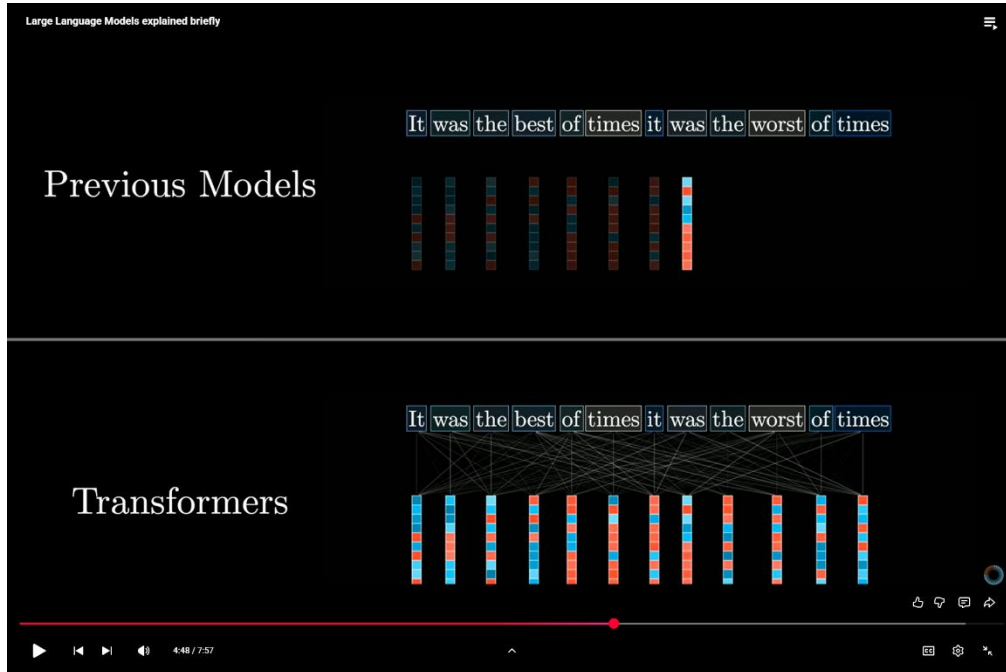 Large Language Models explained briefly
It was the best of times it was the worst of times
Previous Models
It was the best of times it was the worst of times
Transformers
4:48 / 7:57
CC